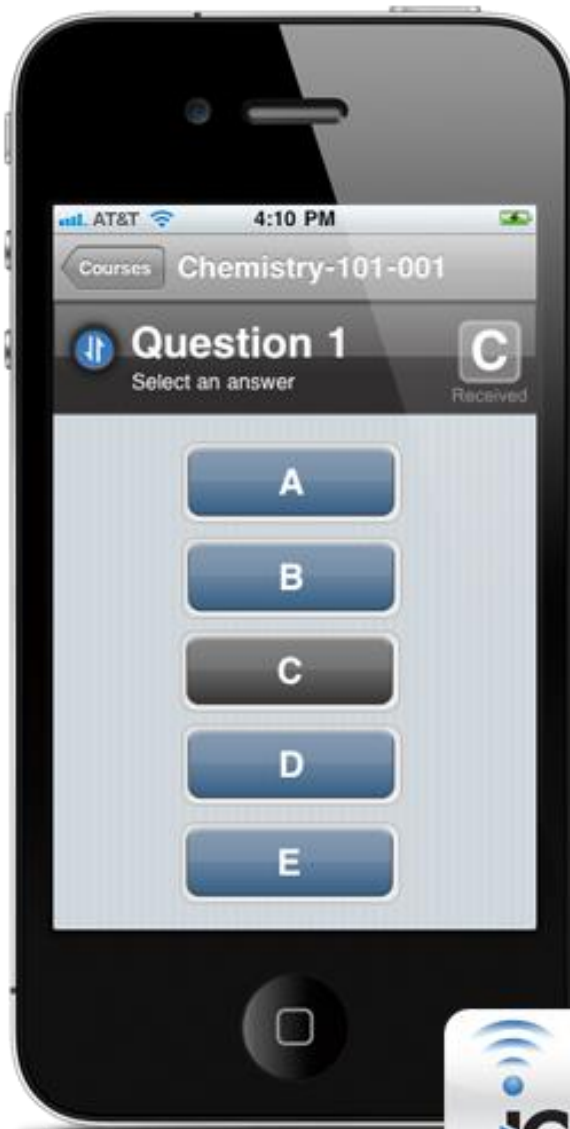 AT&T 4:10 PM
Courses Chemistry-101-001
Question 1
Select an answer
C
Received
A
B
C
D
E